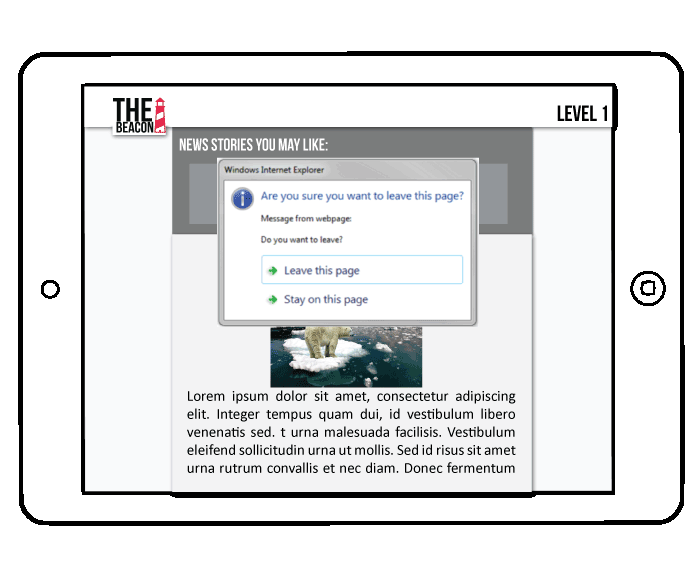 THE
BEACON
LEVEL 1
NEWS STORIES YOU MAY LIKE:
Windows Internet Explorer
Are you sure you want to leave this page?
Message from webpage:
Do you want to leave?
Leave this page
Stay on this page
Lorem ipsum dolor sit amet, consectetur adipiscing
elit. Integer tempus quam dui, id vestibulum libero
venenatis sed. t urna malesuada facilisis. Vestibulum
eleifend sollicitudin urna ut mollis. Sed id risus sit amet
urna rutrum convallis et nec diam. Donec fermentum